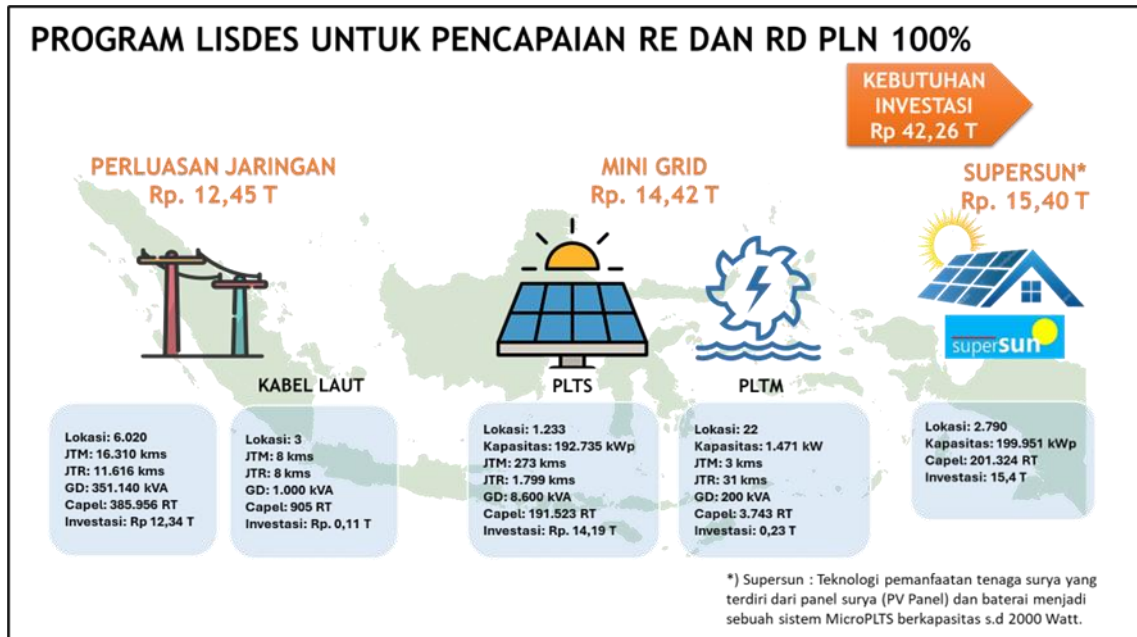 PROGRAM LISDES UNTUK PENCAPAIAN RE DAN RD PLN 100%
KEBUTUHAN
INVESTASI
Rp 42,26 T
PERLUASAN JARINGAN
Rp. 12,45 T
MINI GRID
Rp. 14,42 T
SUPERSUN*
Rp. 15,40 T
supersun
KABEL LAUT
PLTS
PLTM
Lokasi: 6.020
JTM: 16.310 kms
JTR: 11.616 kms
GD: 351.140 kVA
Capel: 385.956 RT
Investasi: Rp 12,34 T
Lokasi: 3
JTM: 8 kms
JTR: 8 kms
GD: 1.000 kVA
Capel: 905 RT
Investasi: Rp. 0,11 T
Lokasi: 1.233
Kapasitas: 192.735 kWp
JTM: 273 kms
JTR: 1.799 kms
GD: 8.600 kVA
Capel: 191.523 RT
Investasi: Rp. 14,19 T
Lokasi: 22
Kapasitas: 1.471 kW
JTM: 3 kms
JTR: 31 kms
GD: 200 kVA
Capel: 3.743 RT
Investasi: 0,23 T
Lokasi: 2.790
Kapasitas: 199.951 kWp
Capel: 201.324 RT
Investasi: 15,4 T
*) Supersun : Teknologi pemanfaatan tenaga surya yang
terdiri dari panel surya (PV Panel) dan baterai menjadi
sebuah sistem MicroPLTS berkapasitas s.d 2000 Watt.